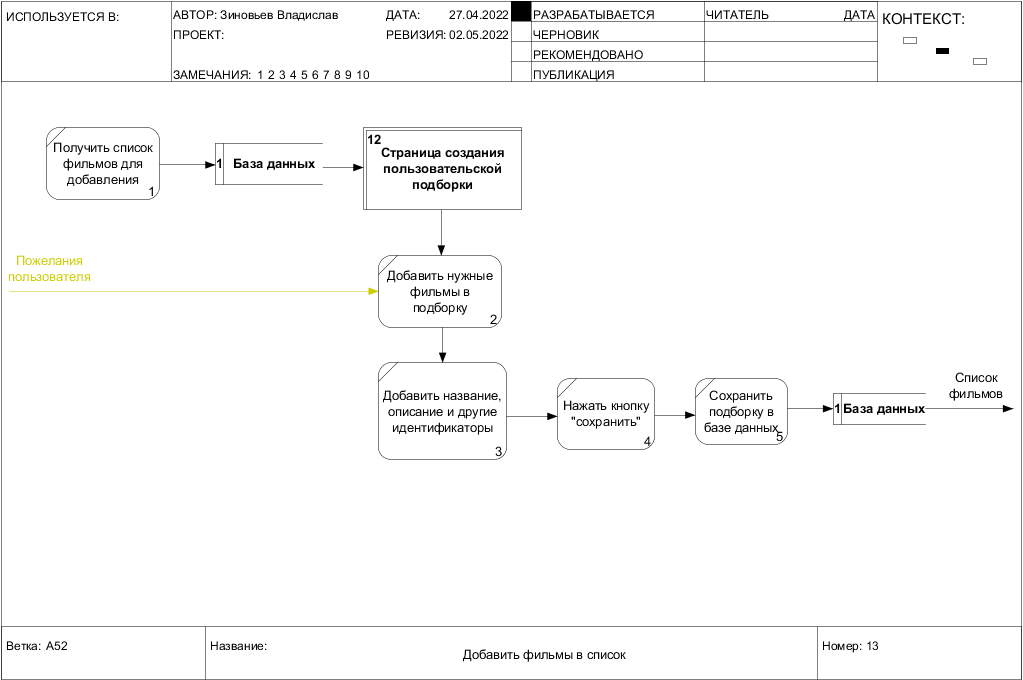 ИСПОЛЬЗУЕТСЯ В:
АВТОР: Зиновьев Владислав
ДАТА: 27.04.2022
ПРОЕКТ:
РЕВИЗИЯ: 02.05.2022
ЗАМЕЧАНИЯ: 1 2 3 4 5 6 7 8 9 10
РАЗРАБАТЫВАЕТСЯ
ЧЕРНОВИК
РЕКОМЕНДОВАНО
ПУБЛИКАЦИЯ
ЧИТАТЕЛЬ
ДАТА
КОНТЕКСТ:
Получить список
фильмов для
добавления
1
1 База данных
12
Страница создания
пользовательской
подборки
Пожелания
пользователя
Добавить нужные
фильмы в
подборку
2
Добавить название,
описание и другие
идентификаторы
3
Нажать кнопку
"сохранить"
4
Сохранить
подборку в
базе данных
5
1 База данных
Список
фильмов
Ветка: A52
Название:
Добавить фильмы в список
Номер: 13